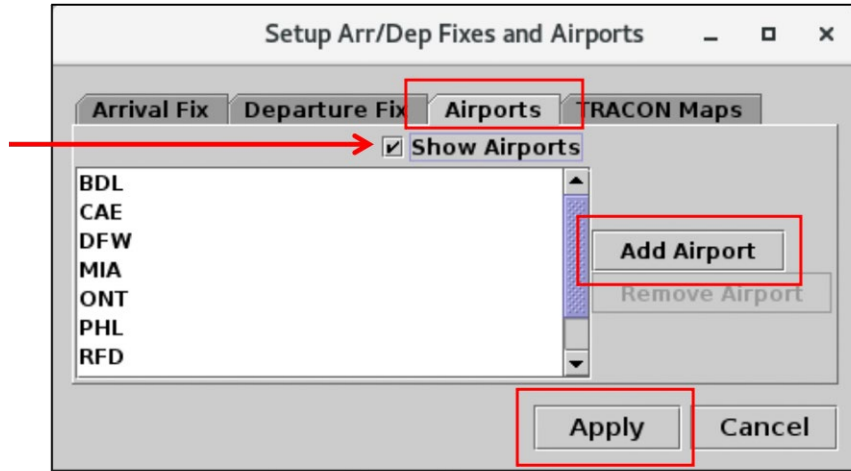 Setup Arr/Dep Fixes and Airports
Arrival Fix Departure Fix Airports TRACON Maps
Show Airports
BDL
CAE
DFW
MIA
ONT
PHL
RFD
Add Airport
Remove Airport
Apply Cancel